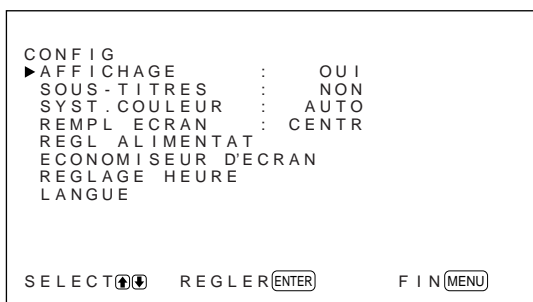 CONFIG
▶AFFICHAGE : OUI
SOUS-TITRES : NON
SYST.COULEUR : AUTO
REMPL ECRAN : CENTR
REGL ALIMENTAT
ECONOMISEUR D'ECRAN
REGLAGE HEURE
LANGUE
SELECT⬆⬇ REGLER ENTER FIN MENU